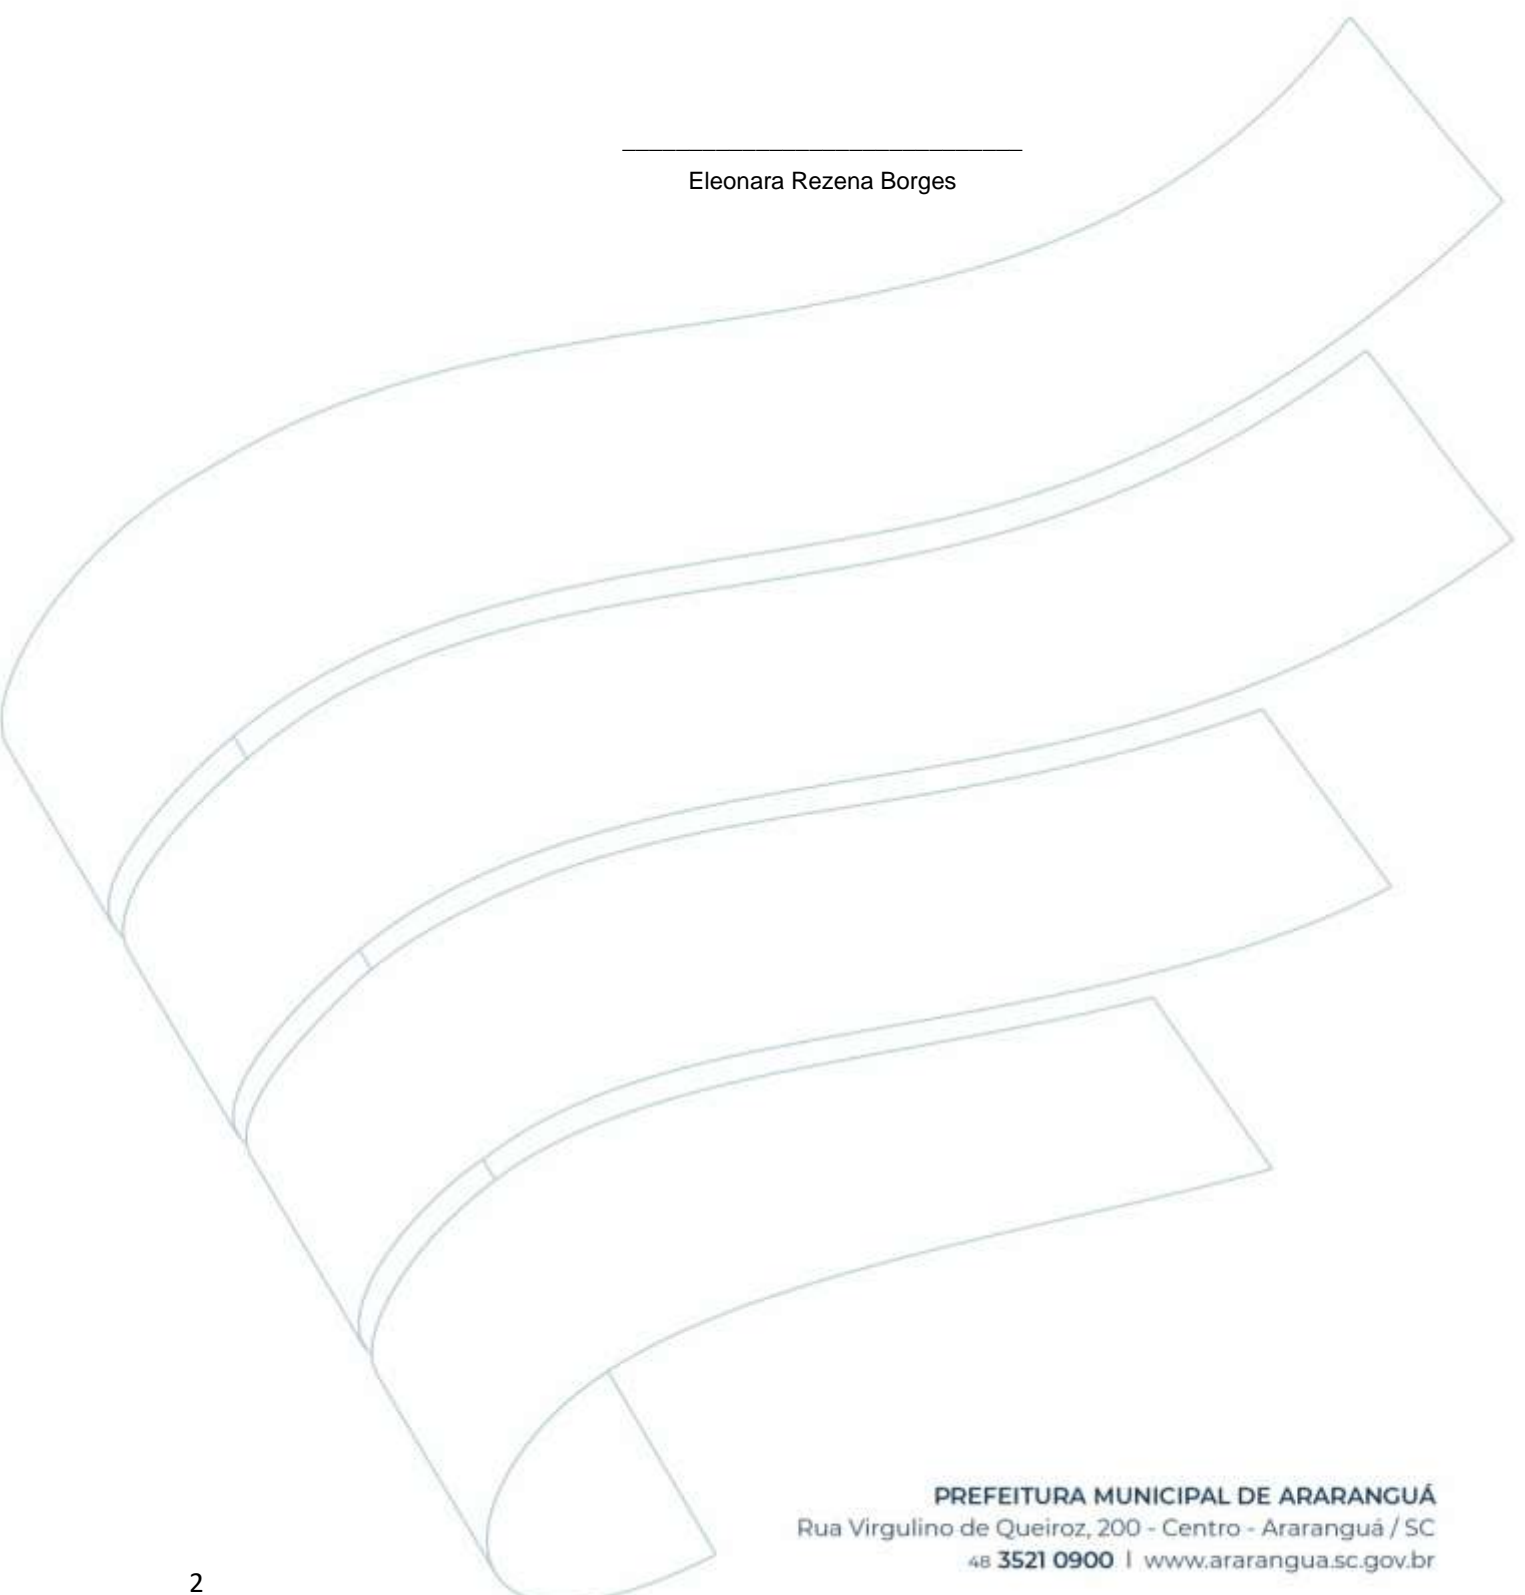 ______________________________
Eleonara Rezena Borges
PREFEITURA MUNICIPAL DE ARARANGUÁ
Rua Virgulino de Queiroz, 200 - Centro - Araranguá / SC
48 3521 0900 | www.ararangua.sc.gov.br
2